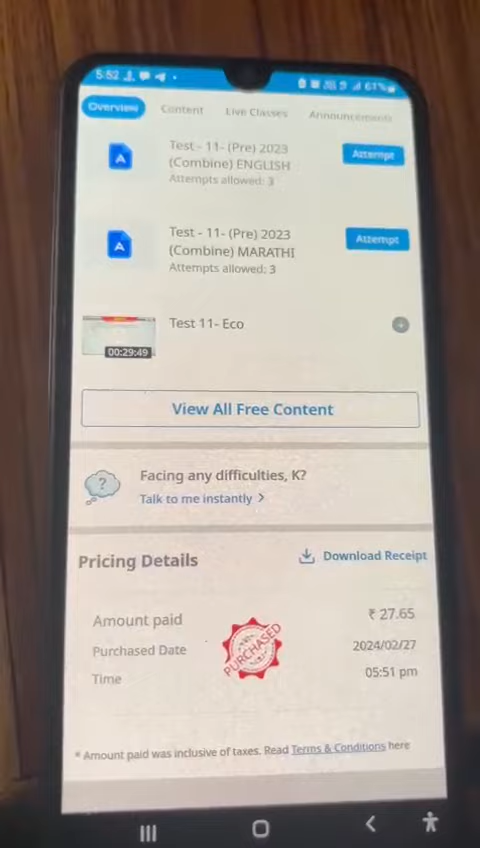 5:52
61%
Overview
Content
Live Classes
Announcements
Test - 11- (Pre) 2023
(Combine) ENGLISH
Attempts allowed: 3
Attempt
Test - 11- (Pre) 2023
(Combine) MARATHI
Attempts allowed: 3
Attempt
Test 11- Eco
00:29:49
View All Free Content
Facing any difficulties, K?
Talk to me instantly >
Pricing Details
Download Receipt
Amount paid
₹ 27.65
Purchased Date
2024/02/27
Time
05:51 pm
PURCHASED
* Amount paid was inclusive of taxes. Read Terms & Conditions here